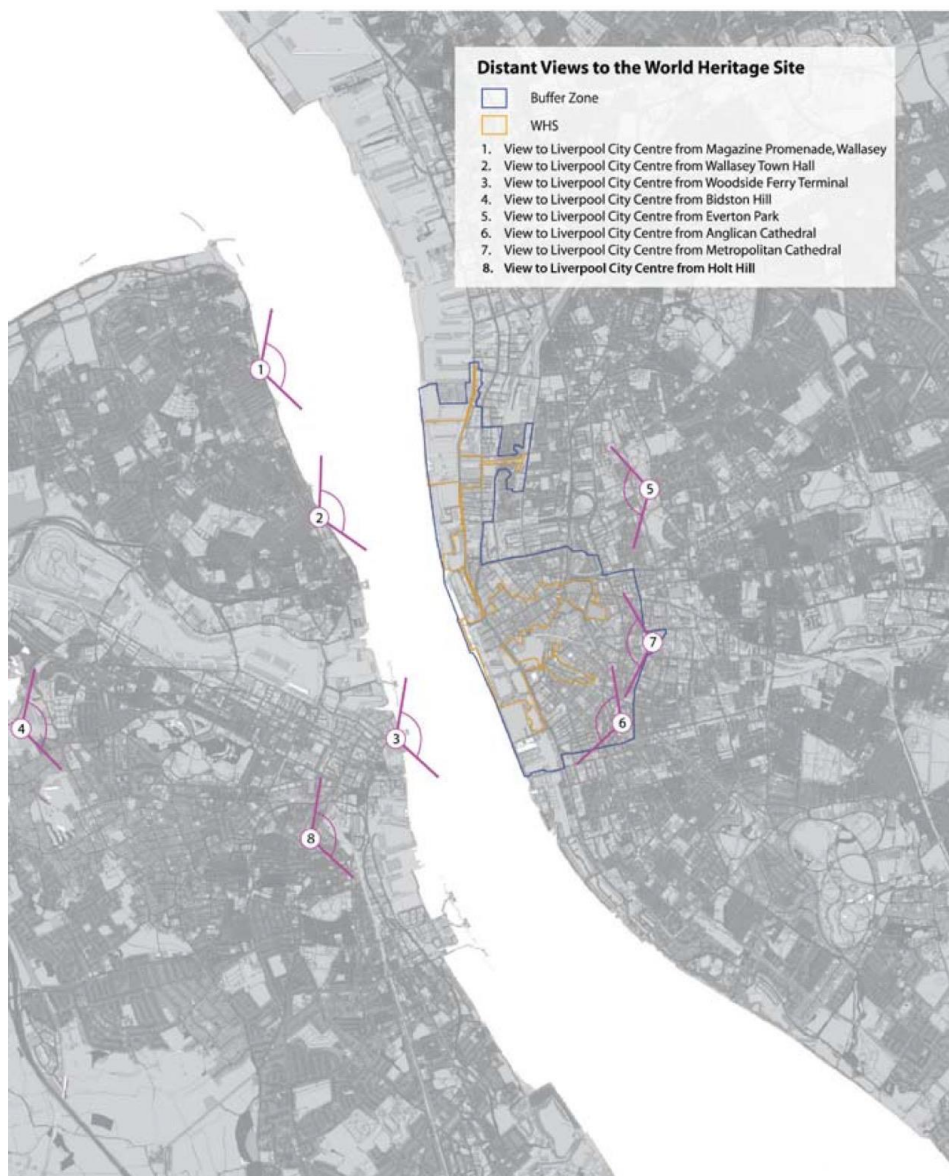 Distant Views to the World Heritage Site
Buffer Zone
WHS
1. View to Liverpool City Centre from Magazine Promenade, Wallasey
2. View to Liverpool City Centre from Wallasey Town Hall
3. View to Liverpool City Centre from Woodside Ferry Terminal
4. View to Liverpool City Centre from Bidston Hill
5. View to Liverpool City Centre from Everton Park
6. View to Liverpool City Centre from Anglican Cathedral
7. View to Liverpool City Centre from Metropolitan Cathedral
8. View to Liverpool City Centre from Holt Hill
1
5
2
7
6
4
3
8